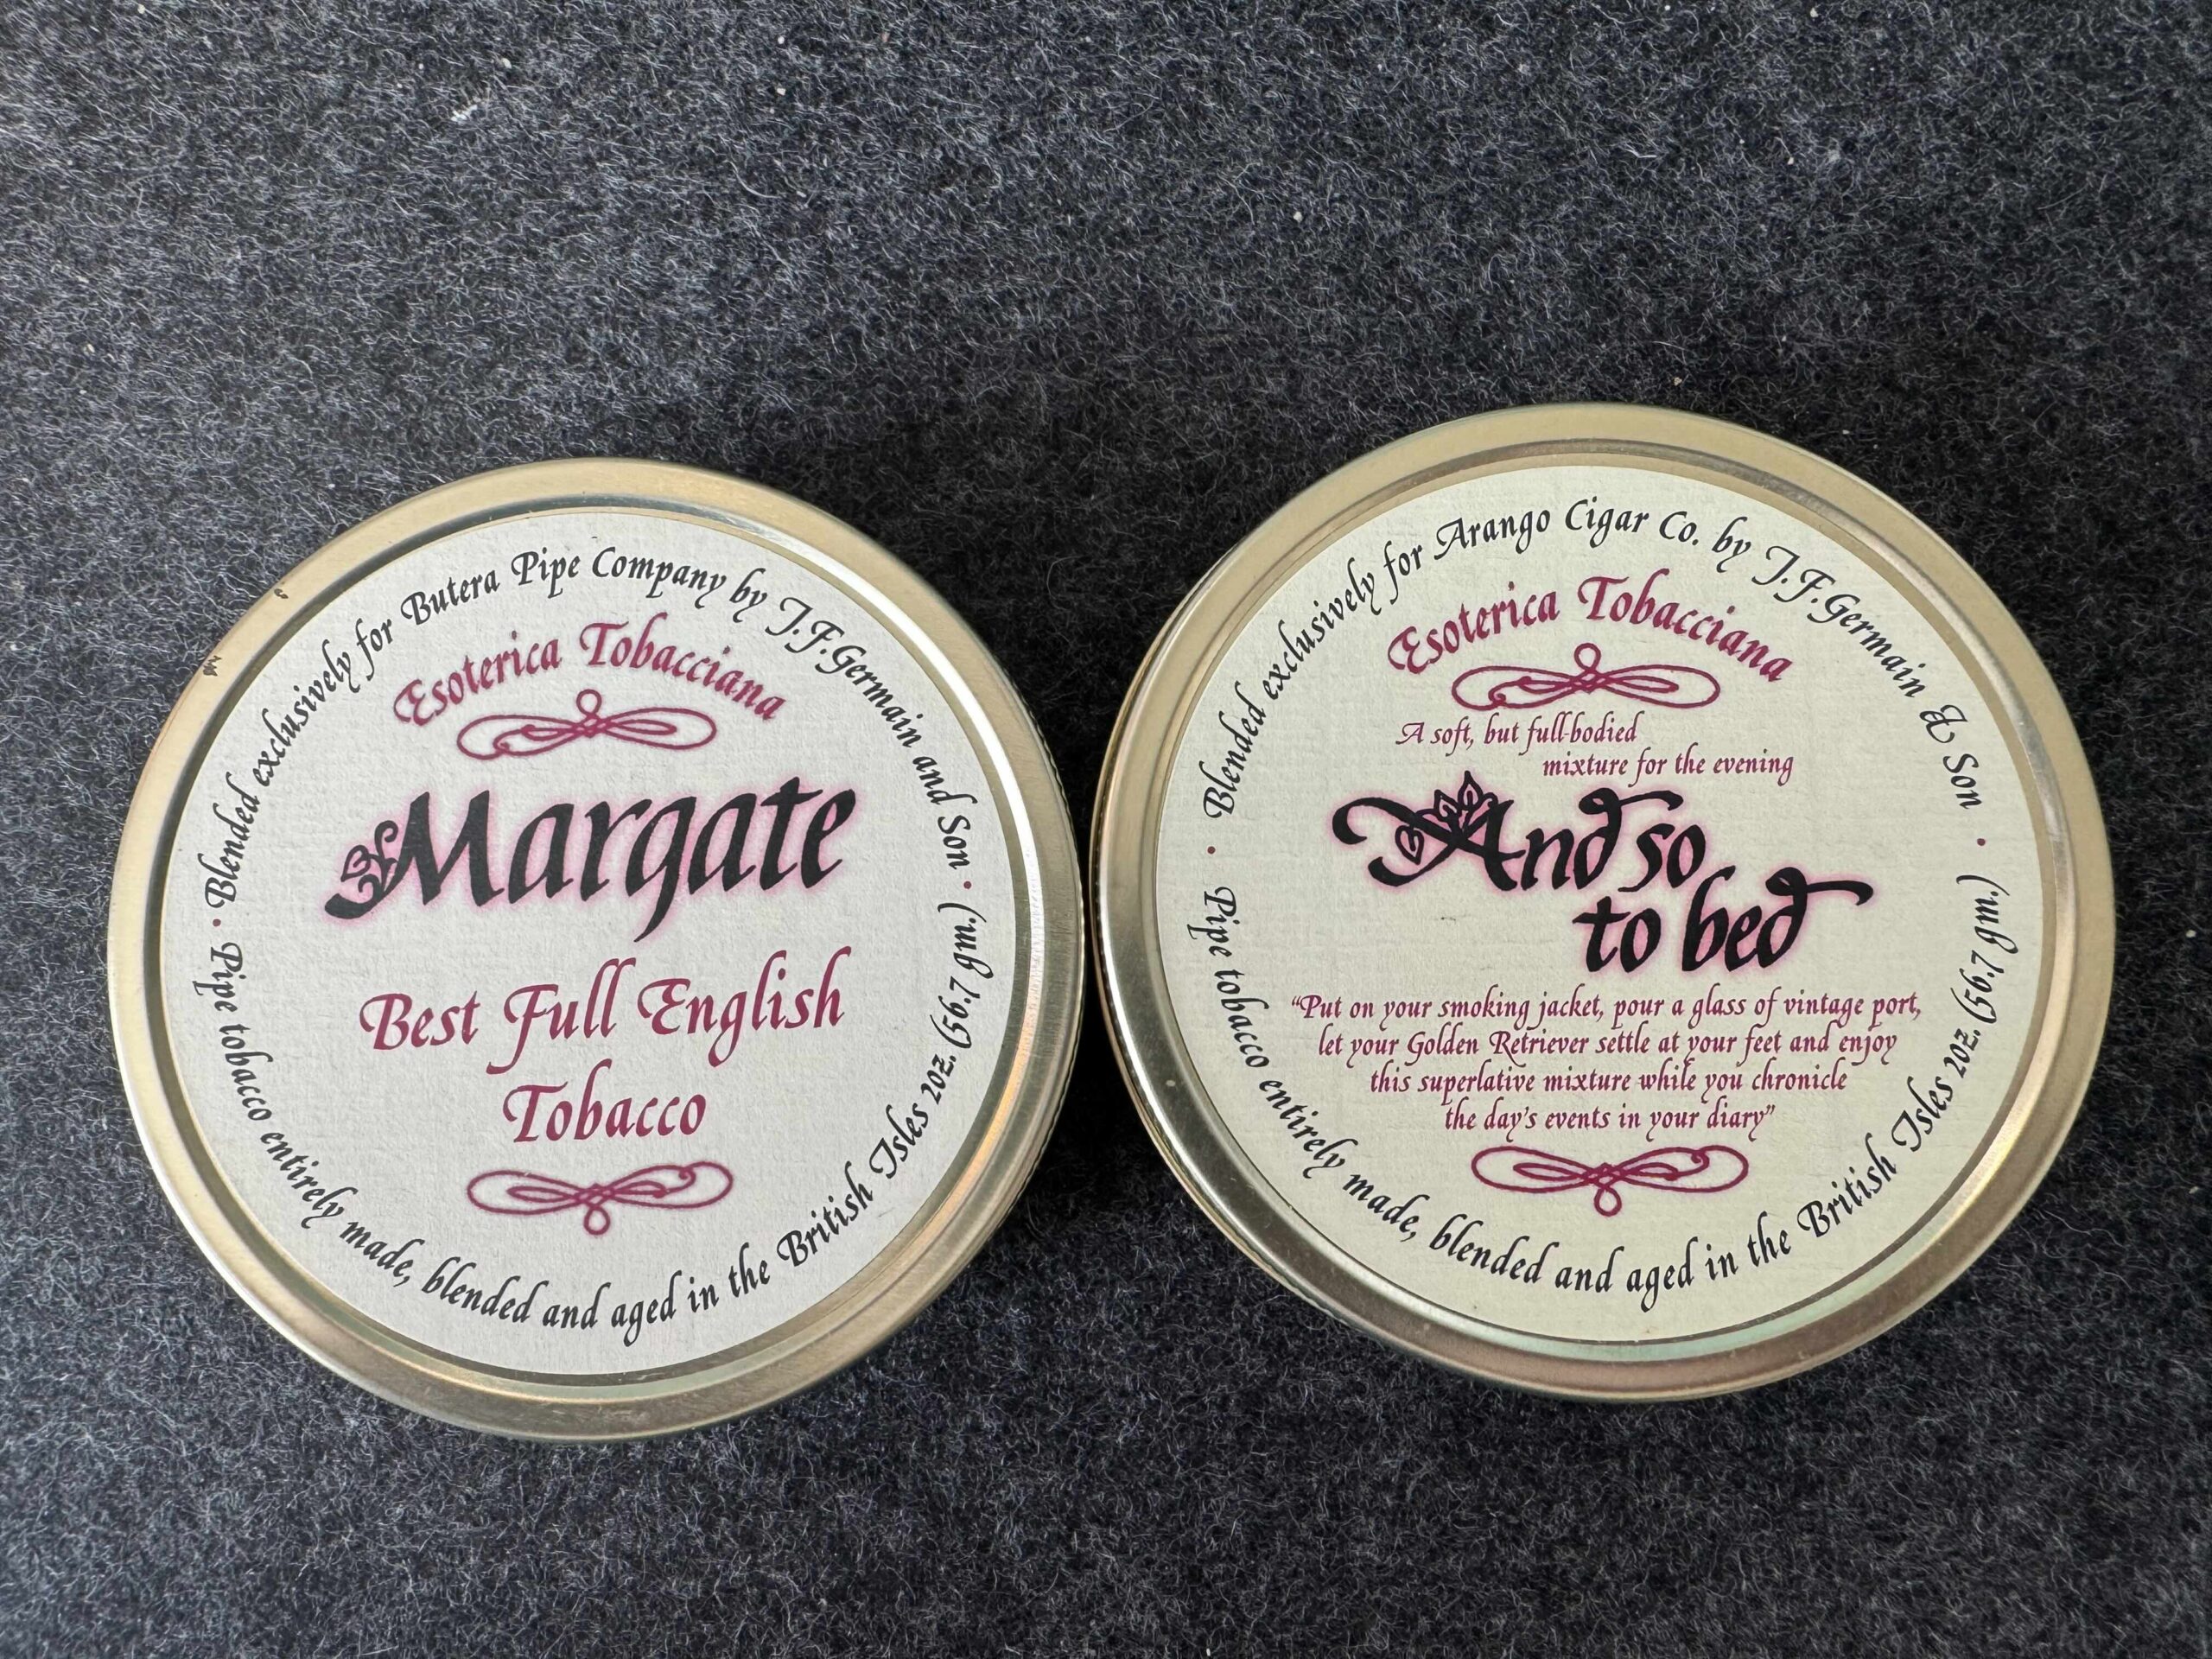 Blended exclusively for Butera Pipe Company by J.F.Germain and Son •
Esoterica Tobacciana
Margate
Best Full English
Tobacco
Pipe tobacco entirely made, blended and aged in the British Isles 2oz. (56.7 gm.) •
Blended exclusively for Arango Cigar Co. by J.F.Germain & Son •
Esoterica Tobacciana
A soft, but full-bodied
mixture for the evening
And so
to bed
“Put on your smoking jacket, pour a glass of vintage port,
let your Golden Retriever settle at your feet and enjoy
this superlative mixture while you chronicle
the day's events in your diary”
Pipe tobacco entirely made, blended and aged in the British Isles 2oz. (56.7 gm.) •